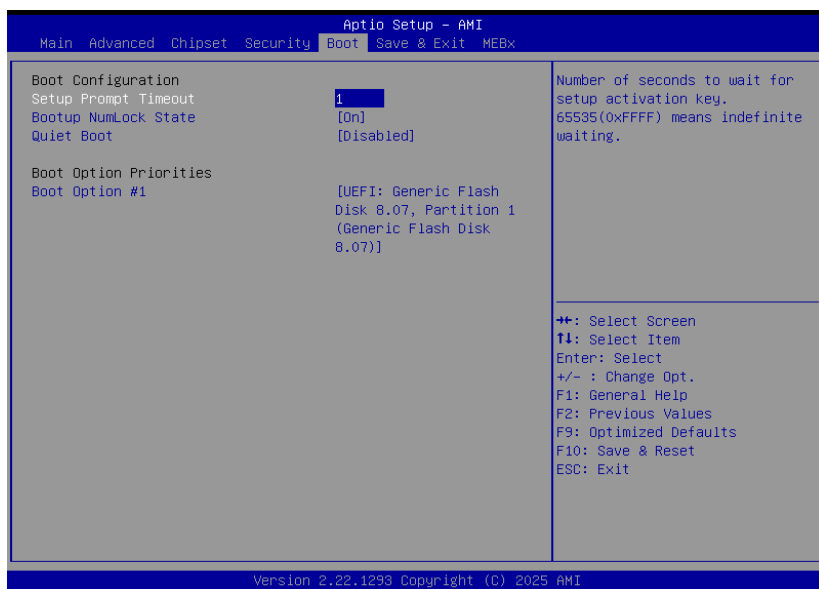 Aptio Setup – AMI
Main Advanced Chipset Security Boot Save & Exit MEBx
Boot Configuration
Setup Prompt Timeout 1
Bootup NumLock State [On]
Quiet Boot [Disabled]
Boot Option Priorities
Boot Option #1 [UEFI: Generic Flash
Disk 8.07, Partition 1
(Generic Flash Disk
8.07)]
Number of seconds to wait for
setup activation key.
65535(0xFFFF) means indefinite
waiting.
→←: Select Screen
↑↓: Select Item
Enter: Select
+/- : Change Opt.
F1: General Help
F2: Previous Values
F9: Optimized Defaults
F10: Save & Reset
ESC: Exit
Version 2.22.1293 Copyright (C) 2025 AMI